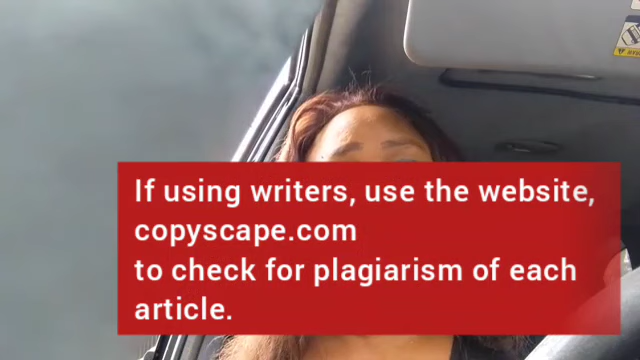 If using writers, use the website,
copyscape.com
to check for plagiarism of each
article.